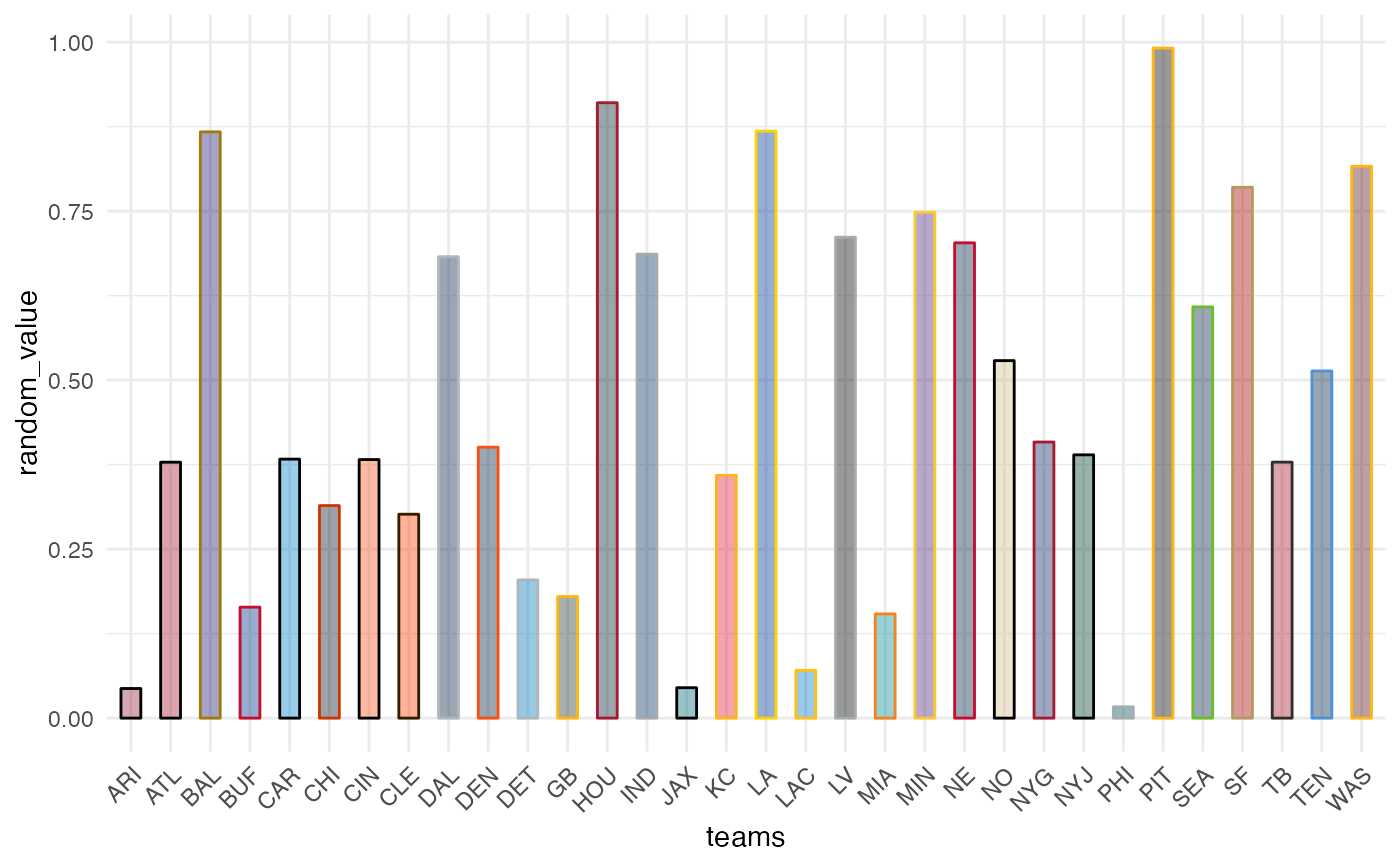 1.00
0.75
0.50
0.25
0.00
random_value
ARI ATL BAL BUF CAR CHI CIN CLE DAL DEN DET GB HOU IND JAX KC LA LAC LV MIA MIN NE NO NYG NYJ PHI PIT SEA SF TB TEN WAS
teams